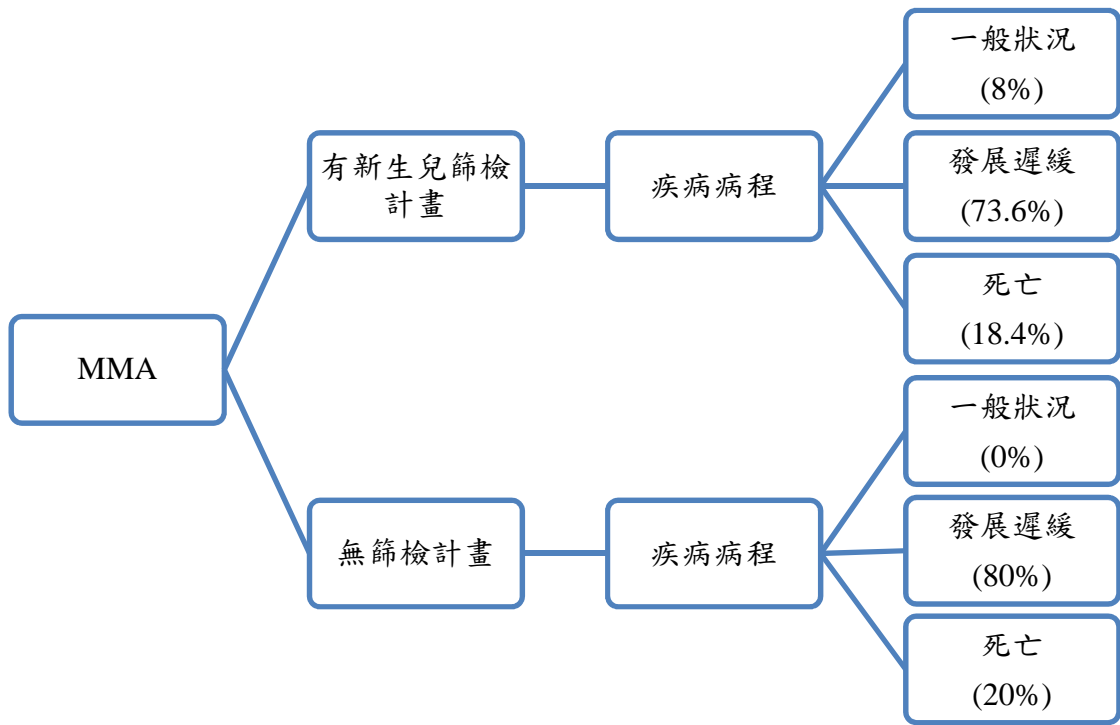 MMA
有新生兒篩檢
計畫
疾病病程
一般狀況
(8%)
發展遲緩
(73.6%)
死亡
(18.4%)
無篩檢計畫
疾病病程
一般狀況
(0%)
發展遲緩
(80%)
死亡
(20%)